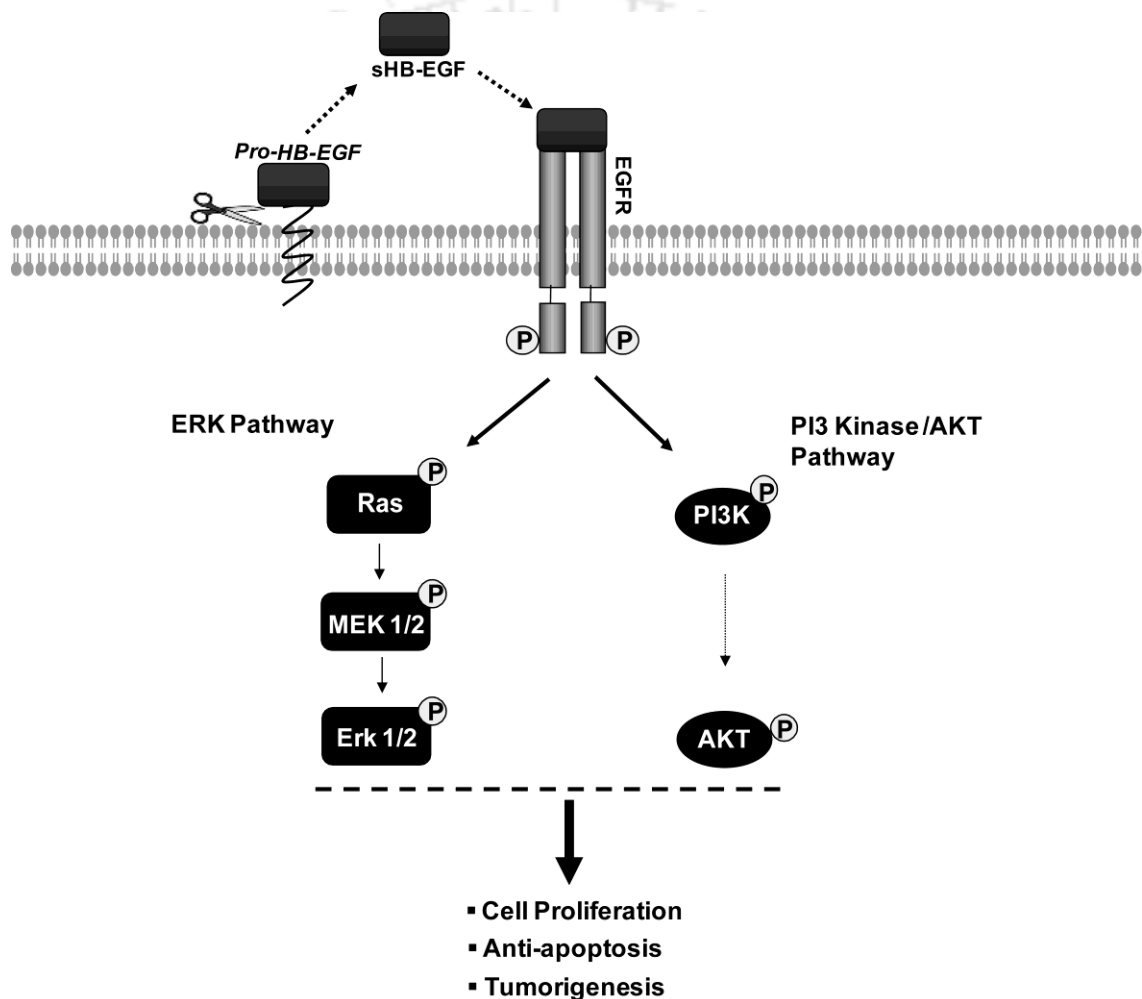 sHB-EGF
Pro-HB-EGF
EGFR
P
P
ERK Pathway
PI3 Kinase/AKT
Pathway
P
Ras
P
PI3K
P
MEK 1/2
P
Erk 1/2
P
AKT
▪ Cell Proliferation
▪ Anti-apoptosis
▪ Tumorigenesis